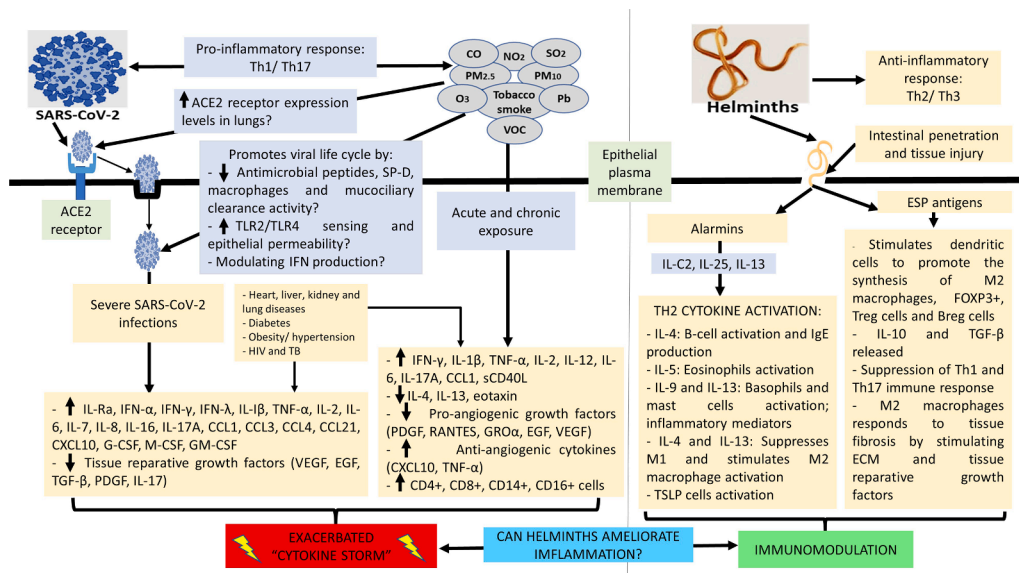 Pro-inflammatory response:
Th1/ Th17
SARS-CoV-2
↑ ACE2 receptor expression
levels in lungs?
CO
NO2
SO2
PM2.5
PM10
O3
Tobacco
smoke
Pb
VOC
Promotes viral life cycle by:
- ↓ Antimicrobial peptides, SP-D,
macrophages and mucociliary
clearance activity?
- ↑ TLR2/TLR4 sensing and
epithelial permeability?
- Modulating IFN production?
ACE2
receptor
Acute and chronic
exposure
Epithelial
plasma
membrane
Severe SARS-CoV-2
infections
- Heart, liver, kidney and
lung diseases
- Diabetes
- Obesity/ hypertension
- HIV and TB
- ↑ IL-Ra, IFN-α, IFN-γ, IFN-λ, IL-Iβ, TNF-α, IL-2, IL-
6, IL-7, IL-8, IL-16, IL-17A, CCL1, CCL3, CCL4, CCL21,
CXCL10, G-CSF, M-CSF, GM-CSF
- ↓ Tissue reparative growth factors (VEGF, EGF,
TGF-β, PDGF, IL-17)
- ↑ IFN-γ, IL-1β, TNF-α, IL-2, IL-12, IL-
6, IL-17A, CCL1, sCD40L
- ↓ IL-4, IL-13, eotaxin
- ↓ Pro-angiogenic growth factors
(PDGF, RANTES, GROα, EGF, VEGF)
- ↑ Anti-angiogenic cytokines
(CXCL10, TNF-α)
- ↑ CD4+, CD8+, CD14+, CD16+ cells
EXACERBATED
"CYTOKINE STORM"
CAN HELMINTHS AMELIORATE
IMFLAMMATION?
Helminths
Anti-inflammatory
response:
Th2/ Th3
Intestinal penetration
and tissue injury
Alarmins
IL-C2, IL-25, IL-13
ESP antigens
TH2 CYTOKINE ACTIVATION:
- IL-4: B-cell activation and IgE
production
- IL-5: Eosinophils activation
- IL-9 and IL-13: Basophils and
mast cells activation;
inflammatory mediators
- IL-4 and IL-13: Suppresses
M1 and stimulates M2
macrophage activation
- TSLP cells activation
- Stimulates dendritic
cells to promote the
synthesis of M2
macrophages, FOXP3+,
Treg cells and Breg cells
- IL-10 and TGF-β
released
- Suppression of Th1 and
Th17 immune response
- M2 macrophages
responds to tissue
fibrosis by stimulating
ECM and tissue
reparative growth
factors
IMMUNOMODULATION